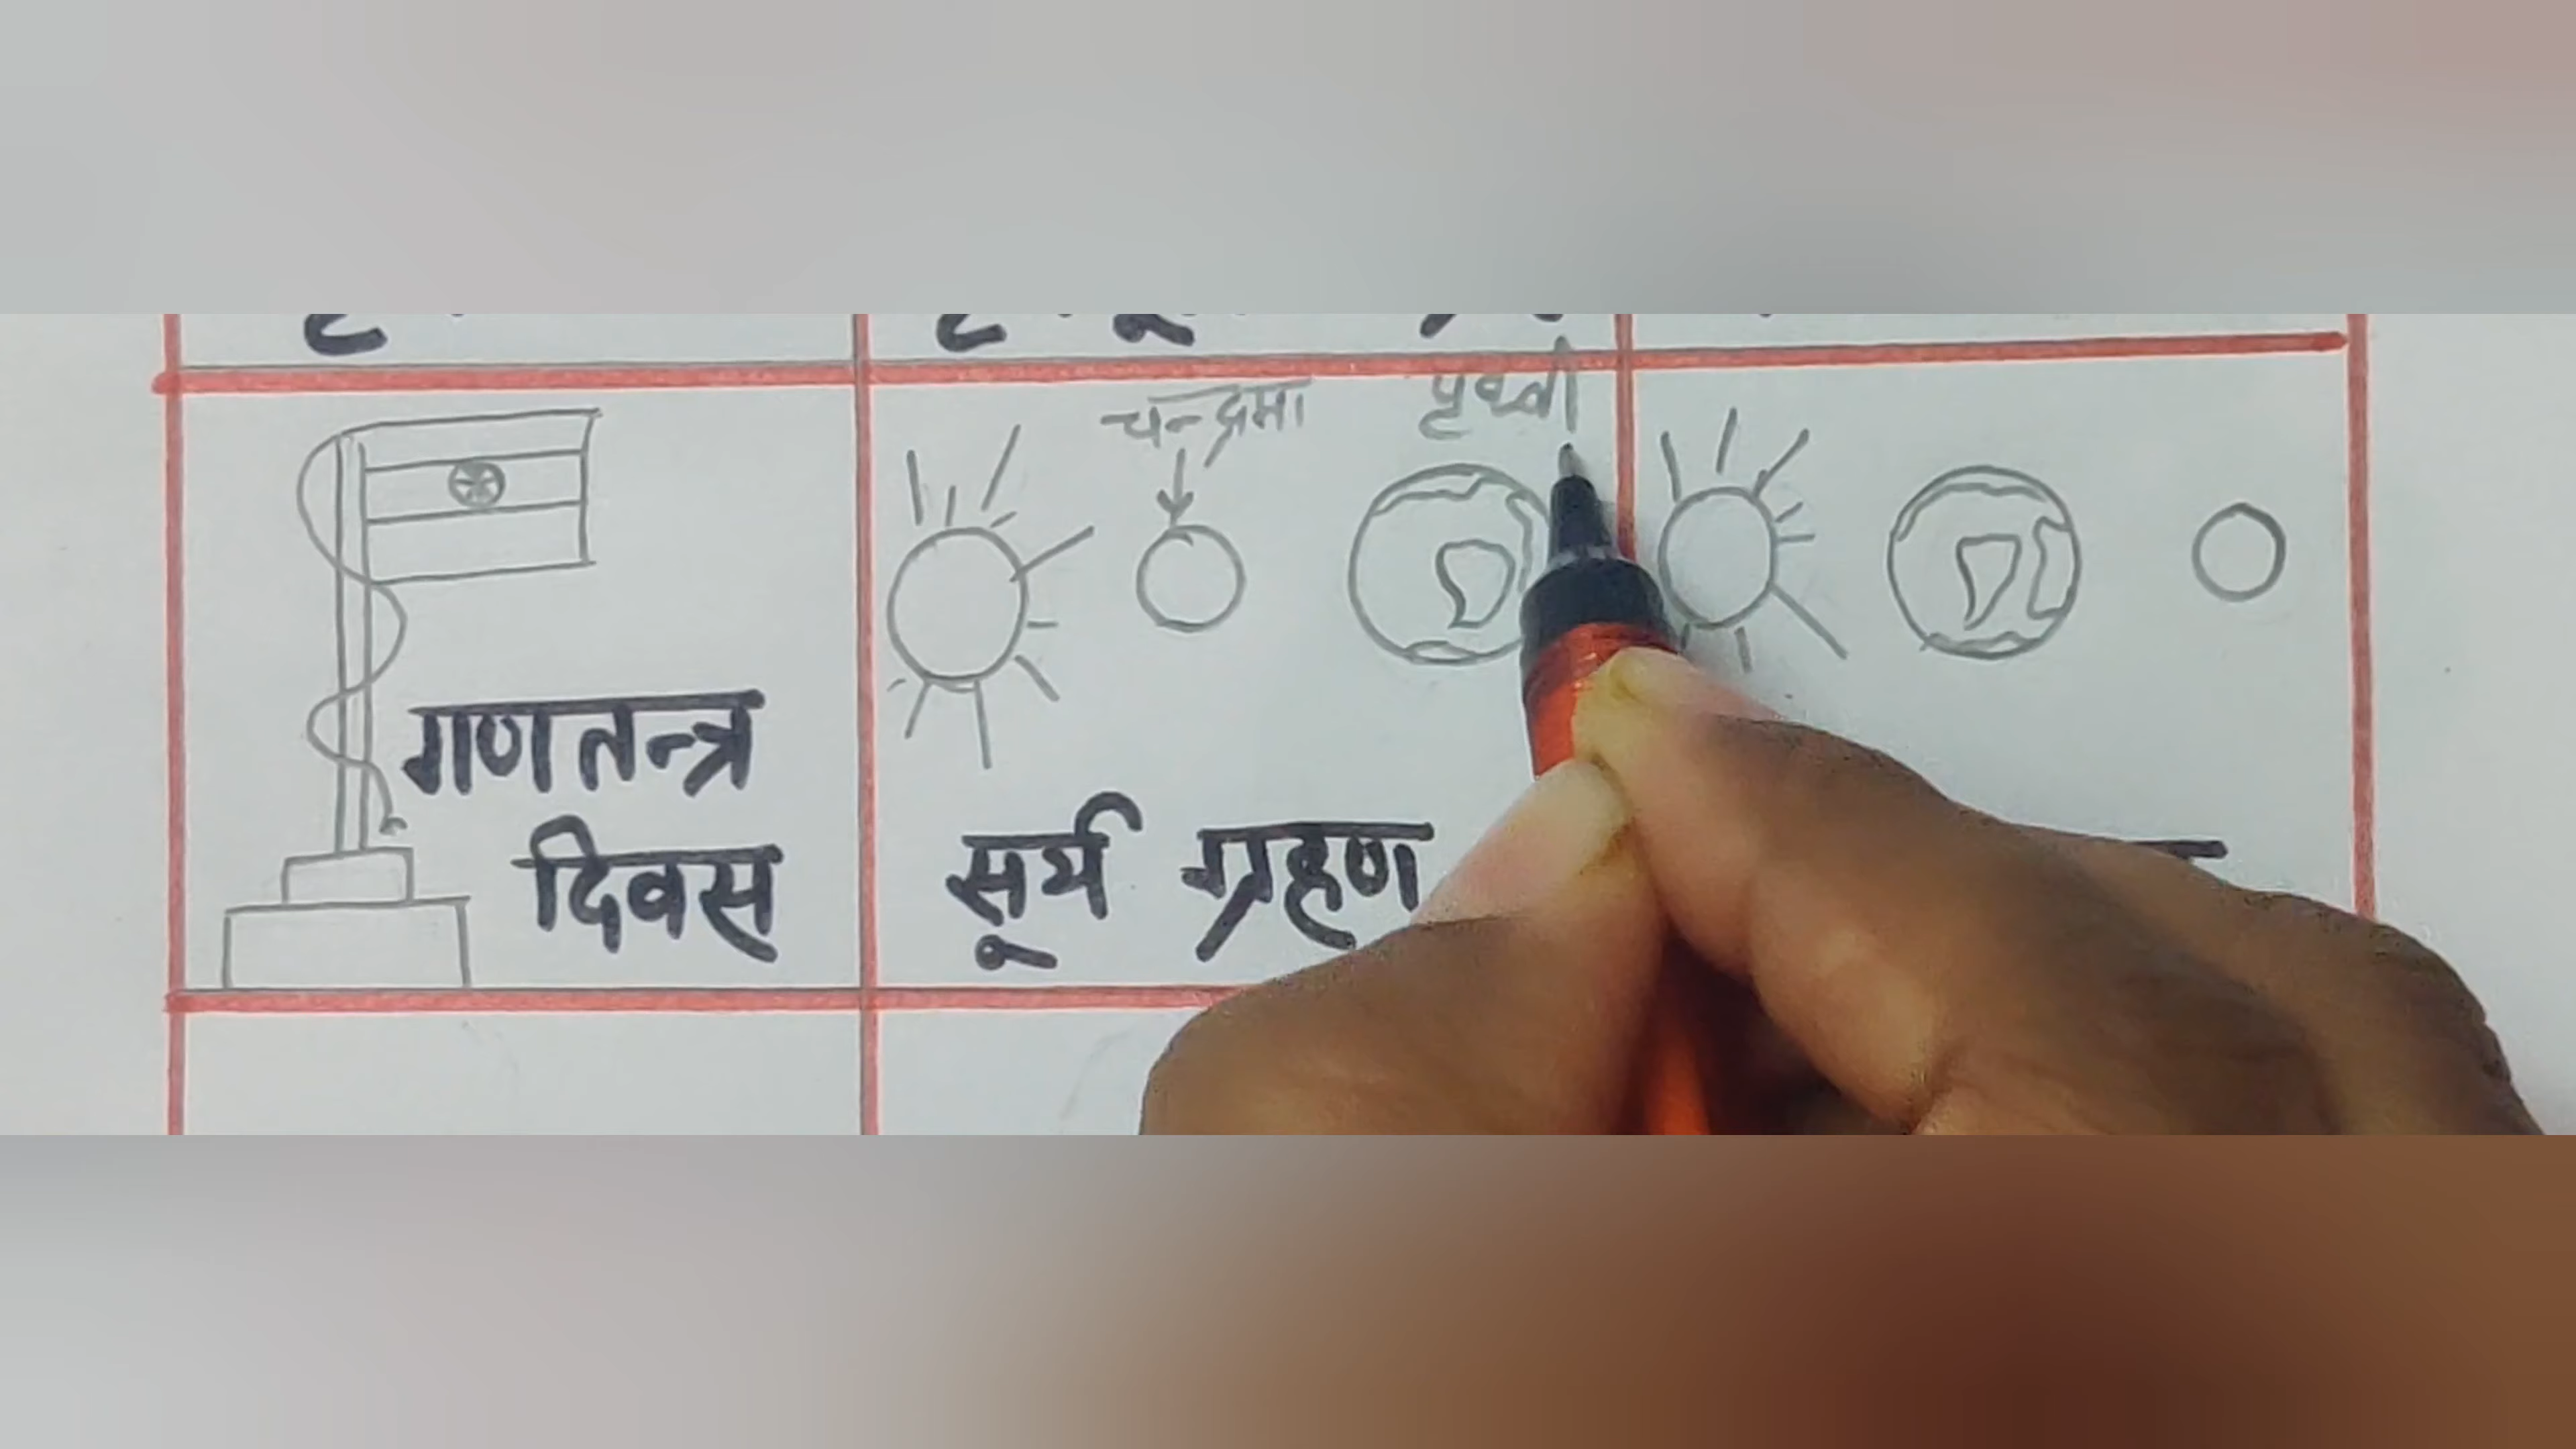 चन्द्रमा
पृथ्वी
गणतन्त्र
दिवस
सूर्य ग्रहण